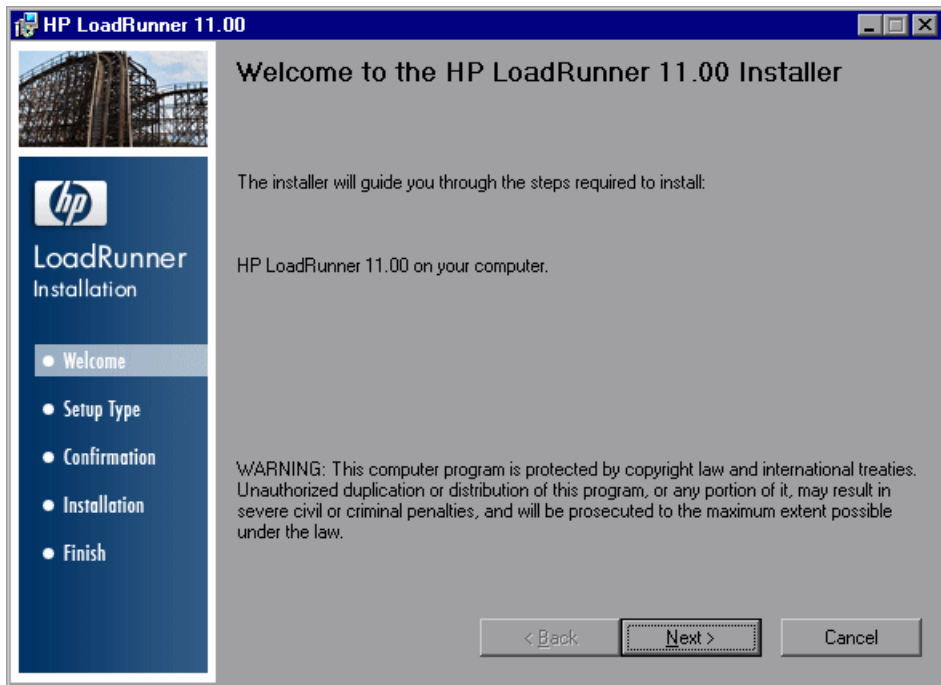 HP LoadRunner 11.00
Welcome to the HP LoadRunner 11.00 Installer
The installer will guide you through the steps required to install:
HP LoadRunner 11.00 on your computer.
hp
LoadRunner
Installation
Welcome
Setup Type
Confirmation
Installation
Finish
WARNING: This computer program is protected by copyright law and international treaties.
Unauthorized duplication or distribution of this program, or any portion of it, may result in
severe civil or criminal penalties, and will be prosecuted to the maximum extent possible
under the law.
< Back
Next >
Cancel